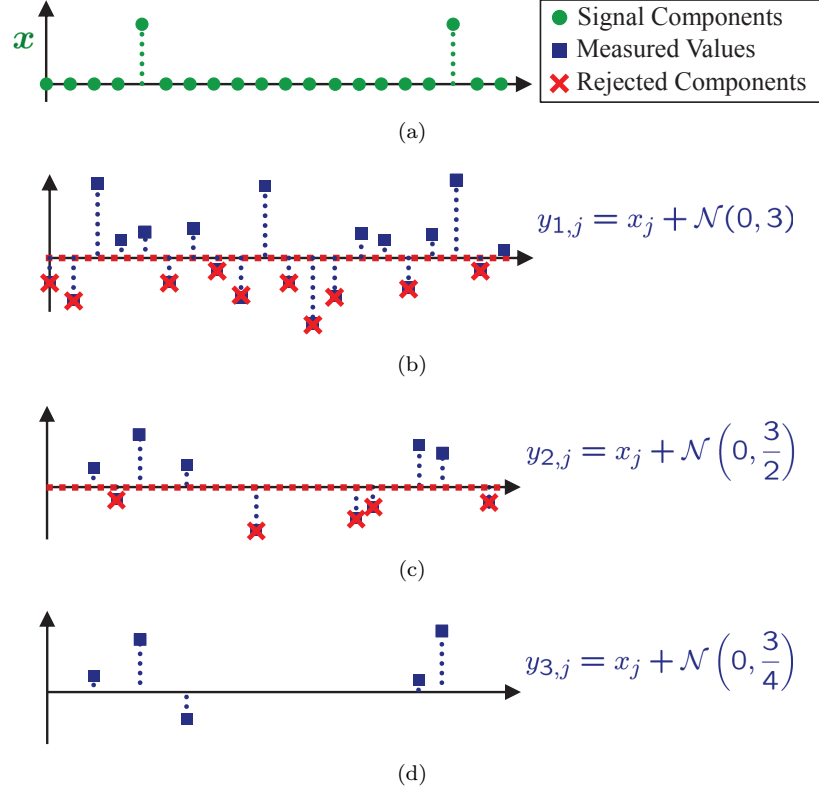 x
Signal Components
Measured Values
Rejected Components
(a)
y₁,ⱼ = xⱼ + 𝒩(0, 3)
(b)
y₂,ⱼ = xⱼ + 𝒩(0, 3/2)
(c)
y₃,ⱼ = xⱼ + 𝒩(0, 3/4)
(d)